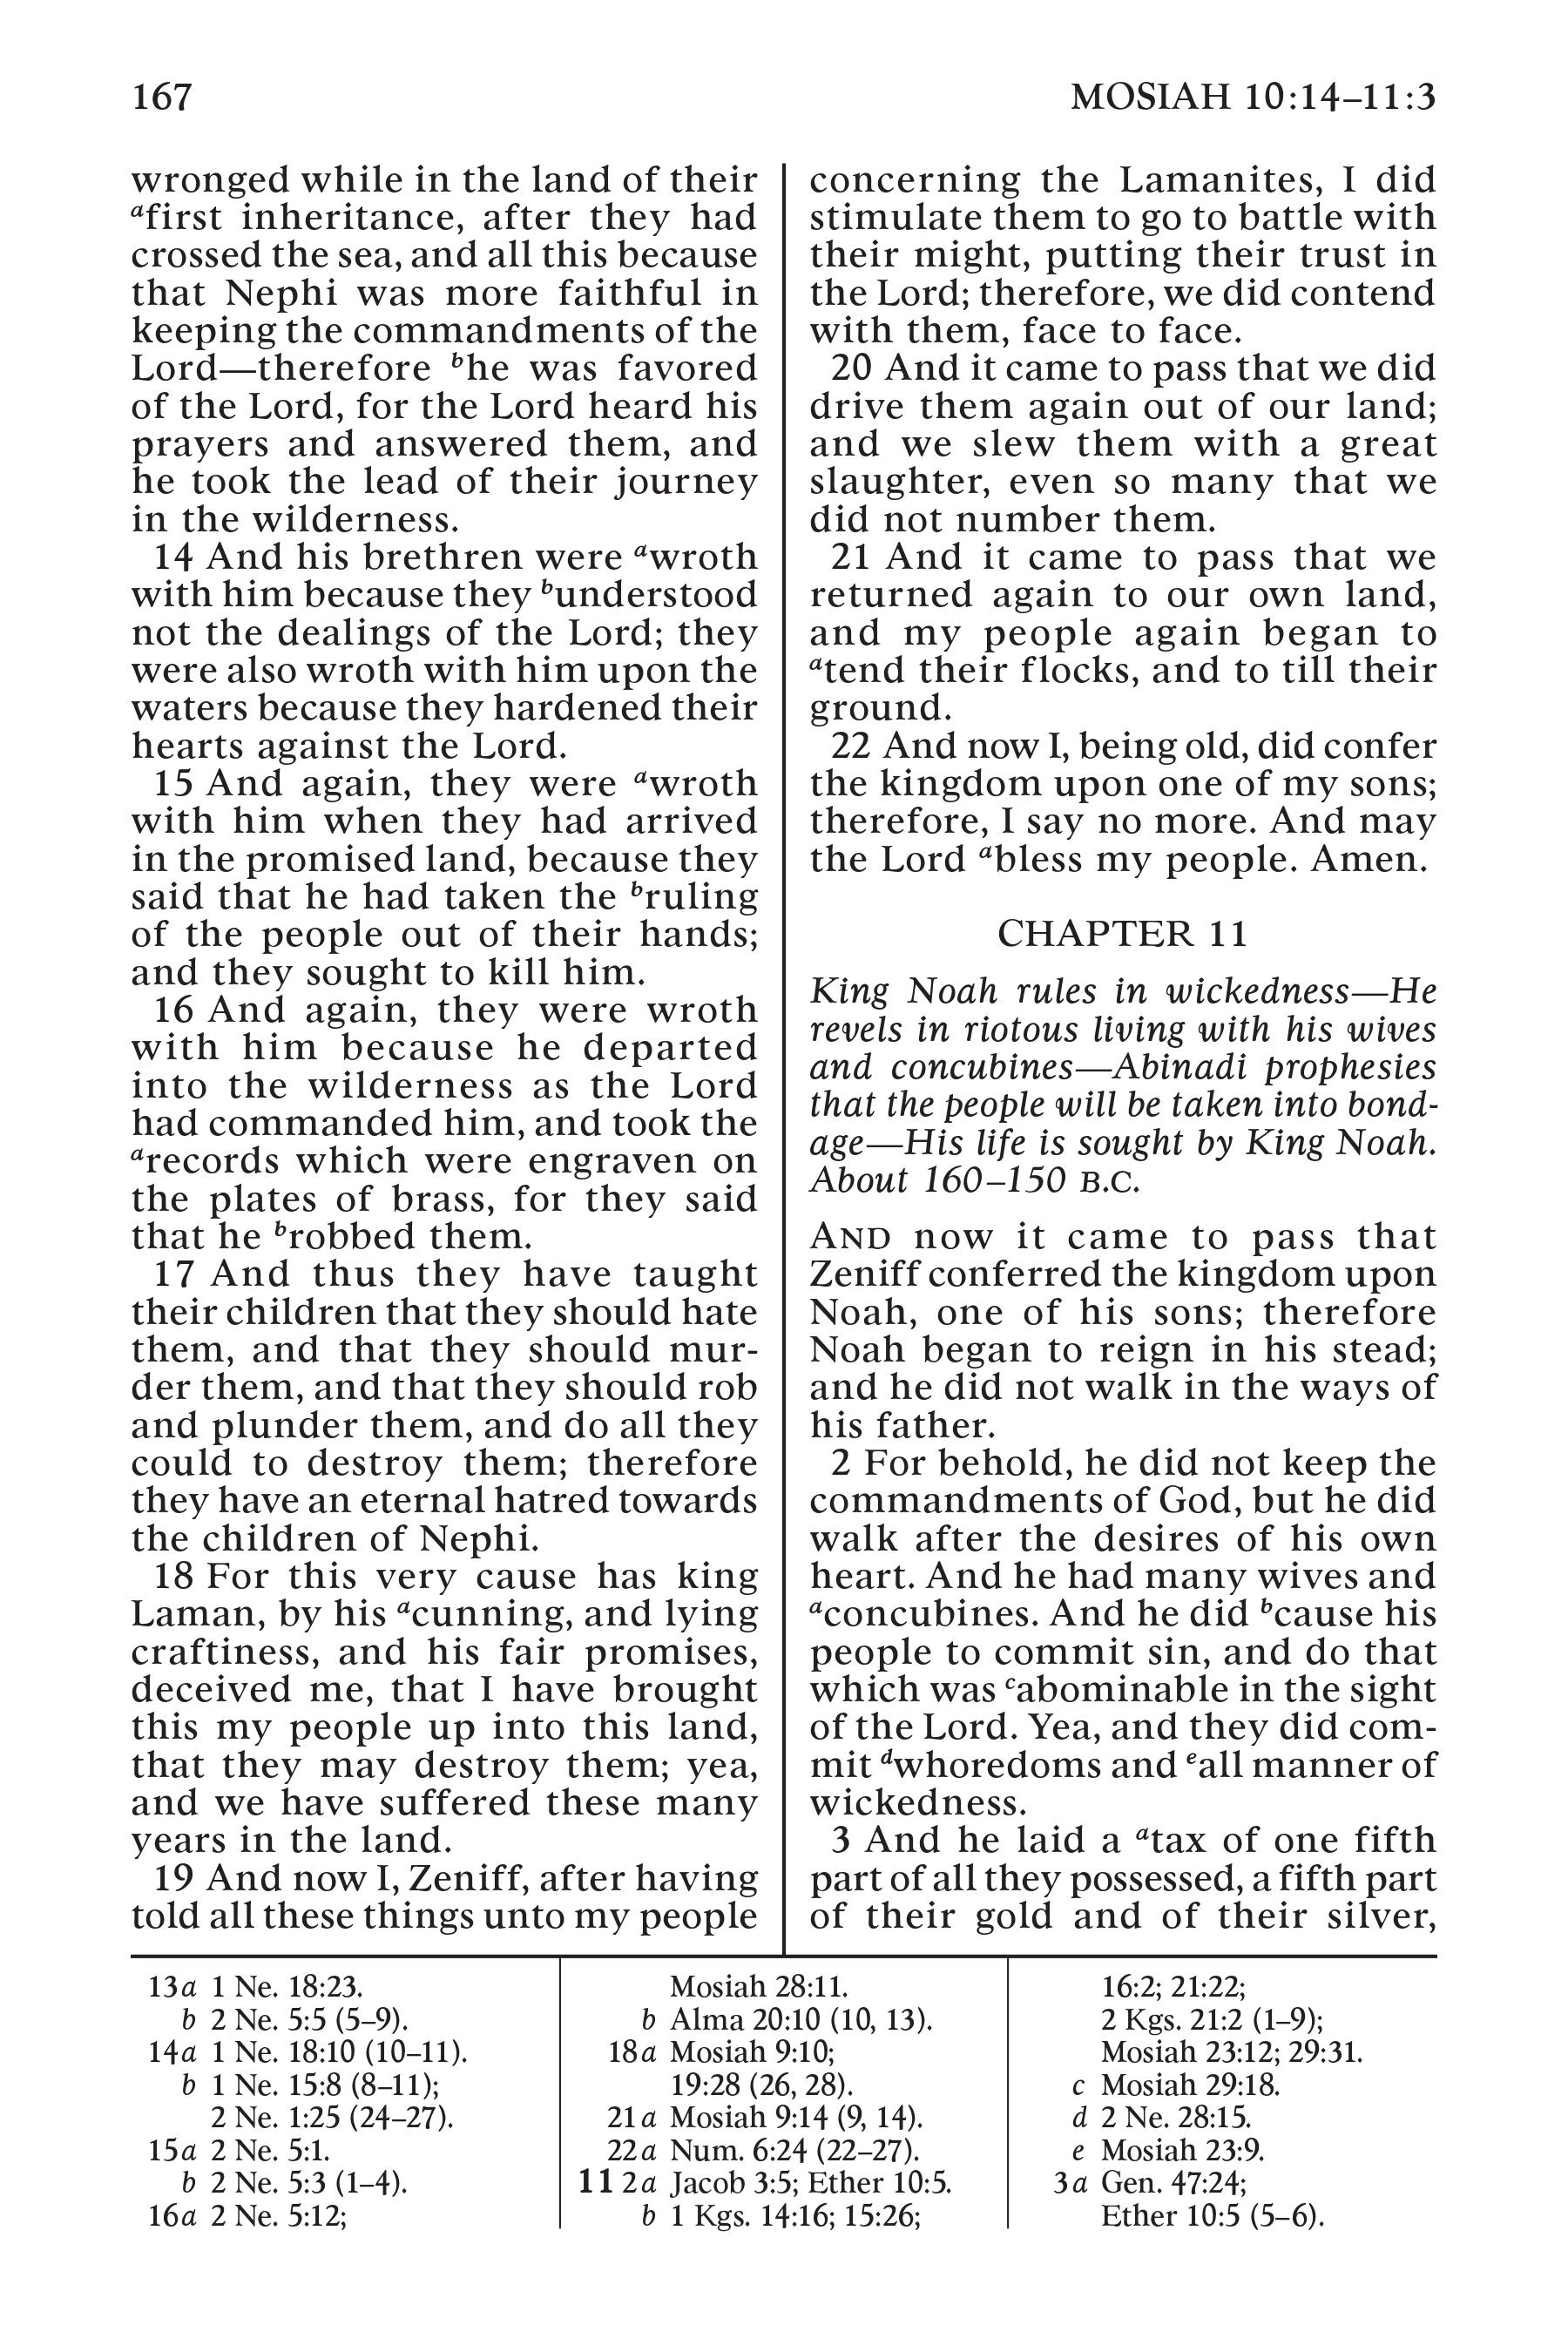 167
MOSIAH 10:14–11:3
wronged while in the land of their
ᵃfirst inheritance, after they had
crossed the sea, and all this because
that Nephi was more faithful in
keeping the commandments of the
Lord—therefore ᵇhe was favored
of the Lord, for the Lord heard his
prayers and answered them, and
he took the lead of their journey
in the wilderness.
14 And his brethren were ᵃwroth
with him because they ᵇunderstood
not the dealings of the Lord; they
were also wroth with him upon the
waters because they hardened their
hearts against the Lord.
15 And again, they were ᵃwroth
with him when they had arrived
in the promised land, because they
said that he had taken the ᵇruling
of the people out of their hands;
and they sought to kill him.
16 And again, they were wroth
with him because he departed
into the wilderness as the Lord
had commanded him, and took the
ᵃrecords which were engraven on
the plates of brass, for they said
that he ᵇrobbed them.
17 And thus they have taught
their children that they should hate
them, and that they should mur-
der them, and that they should rob
and plunder them, and do all they
could to destroy them; therefore
they have an eternal hatred towards
the children of Nephi.
18 For this very cause has king
Laman, by his ᵃcunning, and lying
craftiness, and his fair promises,
deceived me, that I have brought
this my people up into this land,
that they may destroy them; yea,
and we have suffered these many
years in the land.
19 And now I, Zeniff, after having
told all these things unto my people
concerning the Lamanites, I did
stimulate them to go to battle with
their might, putting their trust in
the Lord; therefore, we did contend
with them, face to face.
20 And it came to pass that we did
drive them again out of our land;
and we slew them with a great
slaughter, even so many that we
did not number them.
21 And it came to pass that we
returned again to our own land,
and my people again began to
ᵃtend their flocks, and to till their
ground.
22 And now I, being old, did confer
the kingdom upon one of my sons;
therefore, I say no more. And may
the Lord ᵃbless my people. Amen.
CHAPTER 11
King Noah rules in wickedness—He
revels in riotous living with his wives
and concubines—Abinadi prophesies
that the people will be taken into bond-
age—His life is sought by King Noah.
About 160–150 B.C.
AND now it came to pass that
Zeniff conferred the kingdom upon
Noah, one of his sons; therefore
Noah began to reign in his stead;
and he did not walk in the ways of
his father.
2 For behold, he did not keep the
commandments of God, but he did
walk after the desires of his own
heart. And he had many wives and
ᵃconcubines. And he did ᵇcause his
people to commit sin, and do that
which was ᶜabominable in the sight
of the Lord. Yea, and they did com-
mit ᵈwhoredoms and ᵉall manner of
wickedness.
3 And he laid a ᵃtax of one fifth
part of all they possessed, a fifth part
of their gold and of their silver,
13a 1 Ne. 18:23.
b 2 Ne. 5:5 (5–9).
14a 1 Ne. 18:10 (10–11).
b 1 Ne. 15:8 (8–11);
2 Ne. 1:25 (24–27).
15a 2 Ne. 5:1.
b 2 Ne. 5:3 (1–4).
16a 2 Ne. 5:12;
Mosiah 28:11.
b Alma 20:10 (10, 13).
18a Mosiah 9:10;
19:28 (26, 28).
21a Mosiah 9:14 (9, 14).
22a Num. 6:24 (22–27).
11 2a Jacob 3:5; Ether 10:5.
b 1 Kgs. 14:16; 15:26;
16:2; 21:22;
2 Kgs. 21:2 (1–9);
Mosiah 23:12; 29:31.
c Mosiah 29:18.
d 2 Ne. 28:15.
e Mosiah 23:9.
3a Gen. 47:24;
Ether 10:5 (5–6).